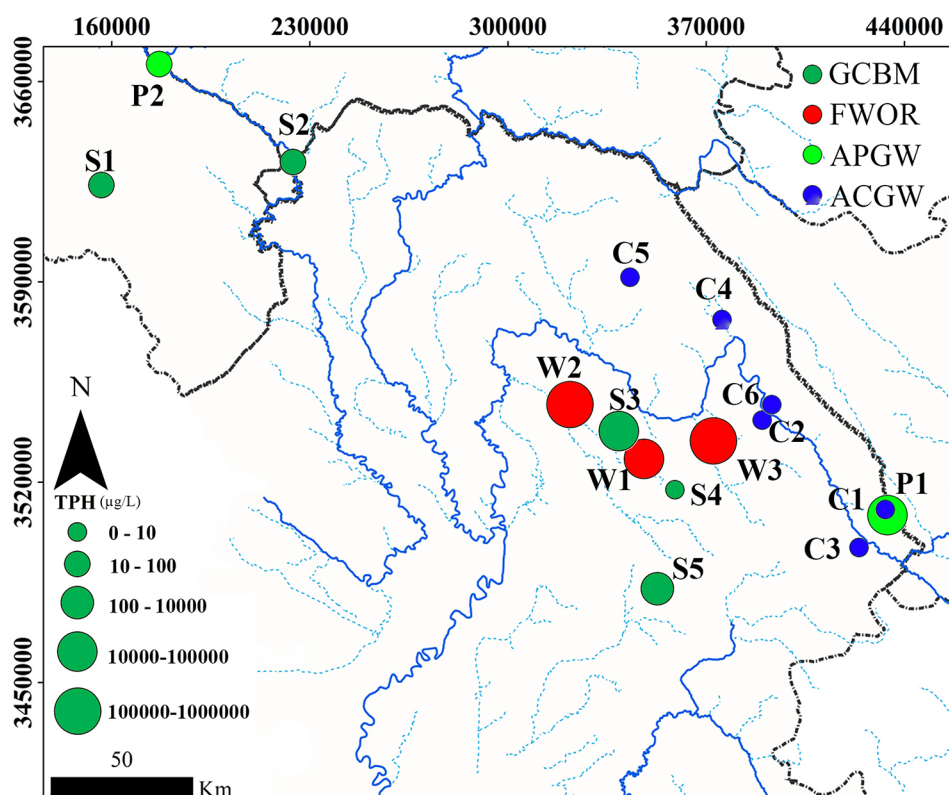 160000 230000 300000 370000 440000
3660000
3590000
3520000
3450000
GCBM
FWOR
APGW
ACGW
P2
S2
S1
C5
C4
W2
S3
C6
C2
W1
W3
S4
P1
C1
C3
S5
N
TPH (µg/L)
0 - 10
10 - 100
100 - 10000
10000-100000
100000-1000000
50
Km